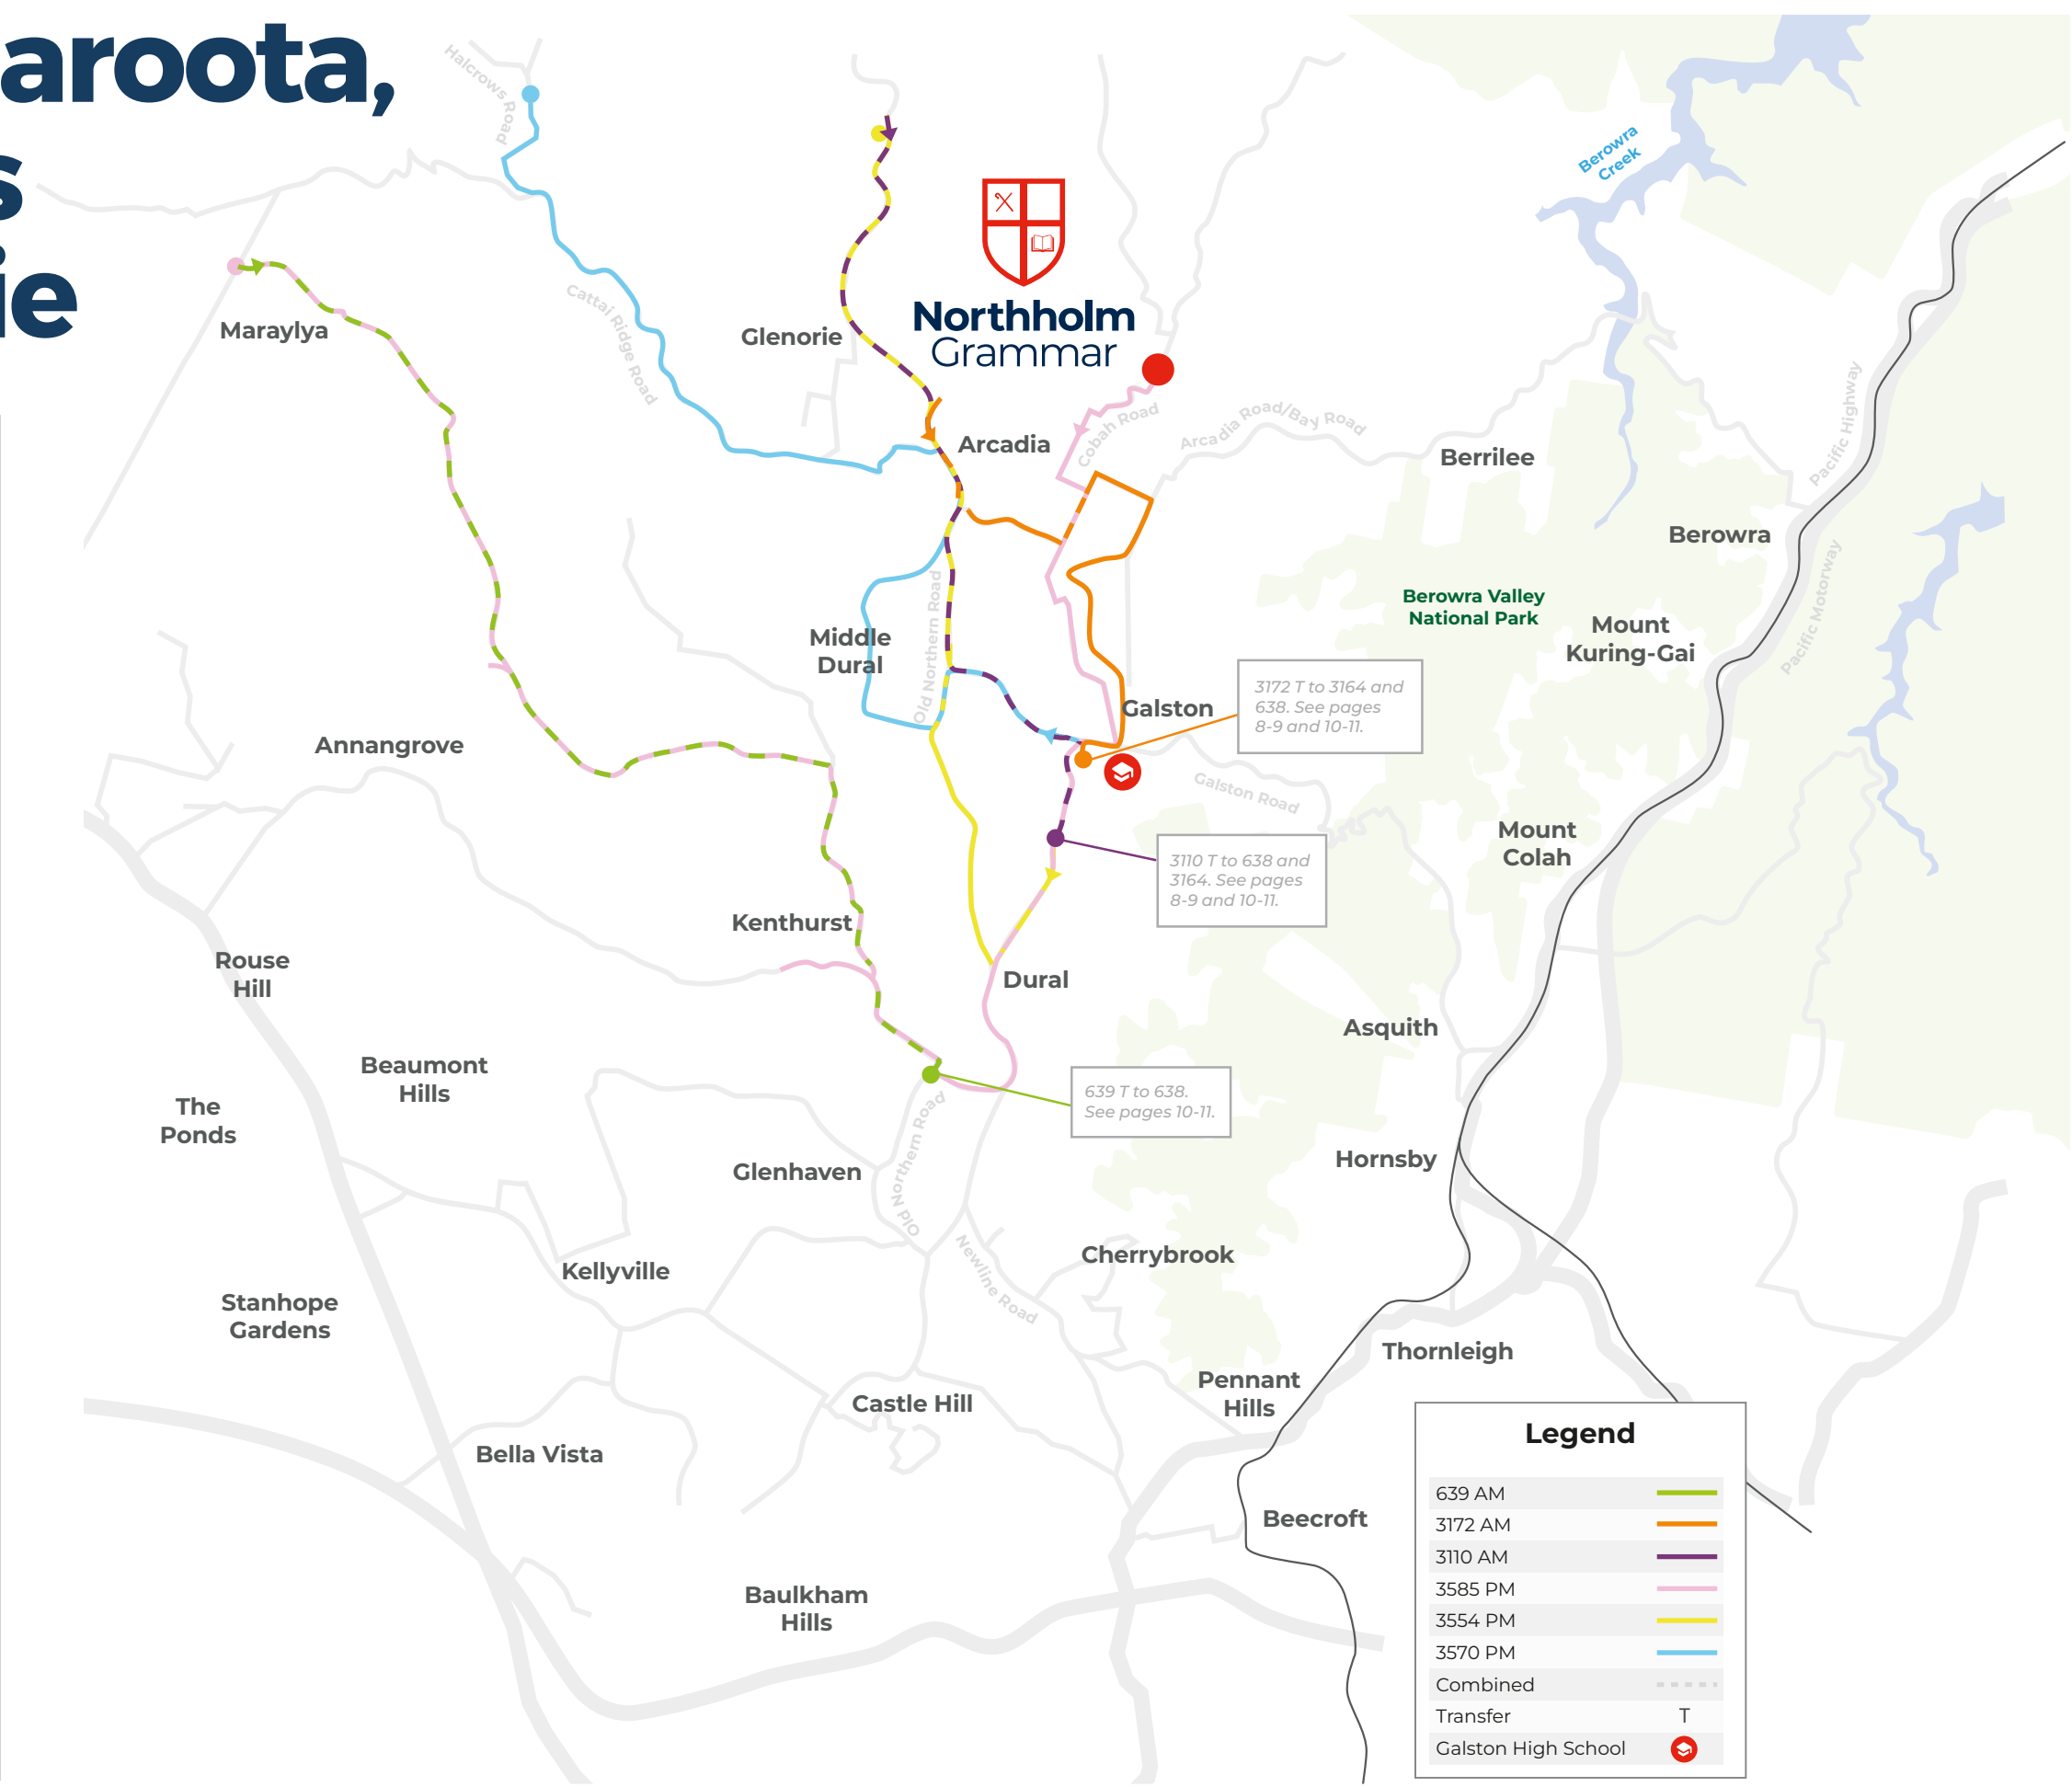 aroota,
s
ie
Halcrows Road
Berowra
Creek
Maraylya
Cattai Ridge Road
Glenorie
Northholm
Grammar
Arcadia
Cobah Road
Arcadia Road/Bay Road
Berrilee
Pacific Highway
Berowra
Pacific Motorway
Berowra Valley
National Park
Mount
Kuring-Gai
Middle
Dural
Old Northern Road
Galston
3172 T to 3164 and
638. See pages
8-9 and 10-11.
Annangrove
Galston Road
Mount
Colah
3110 T to 638 and
3164. See pages
8-9 and 10-11.
Kenthurst
Rouse
Hill
Dural
Asquith
Beaumont
Hills
The
Ponds
639 T to 638.
See pages 10-11.
Old Northern Road
Hornsby
Glenhaven
Newline Road
Cherrybrook
Kellyville
Stanhope
Gardens
Thornleigh
Pennant
Hills
Castle Hill
Bella Vista
Beecroft
Baulkham
Hills
Legend
639 AM
3172 AM
3110 AM
3585 PM
3554 PM
3570 PM
Combined
Transfer T
Galston High School